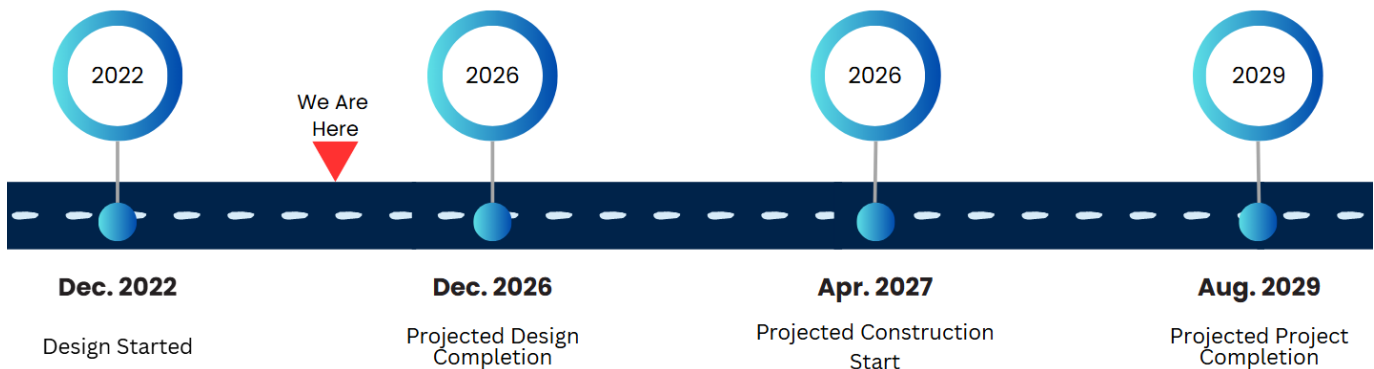 2022
We Are
Here
2026
2026
2029
Dec. 2022
Design Started
Dec. 2026
Projected Design
Completion
Apr. 2027
Projected Construction
Start
Aug. 2029
Projected Project
Completion